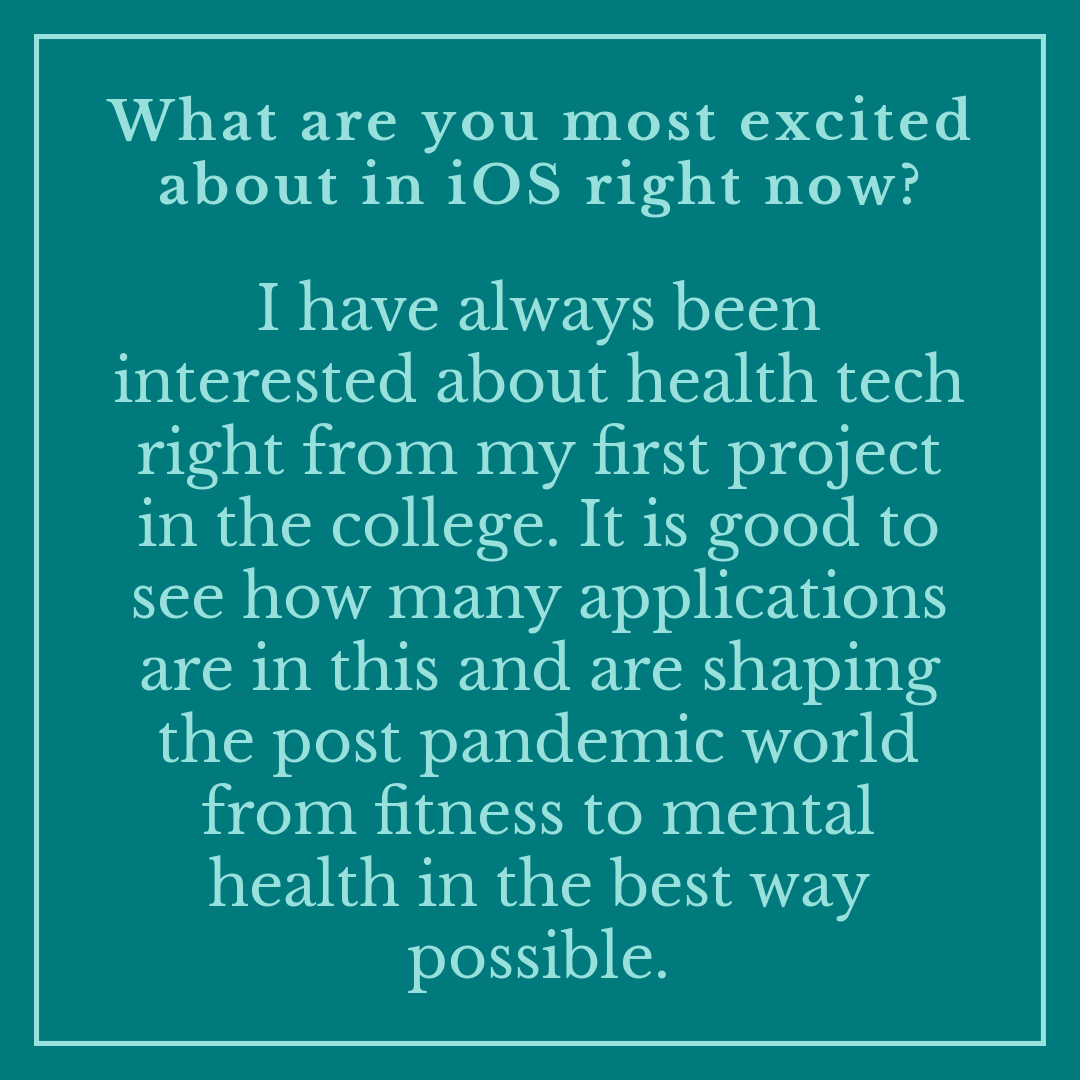 What are you most excited
about in iOS right now?
I have always been
interested about health tech
right from my first project
in the college. It is good to
see how many applications
are in this and are shaping
the post pandemic world
from fitness to mental
health in the best way
possible.